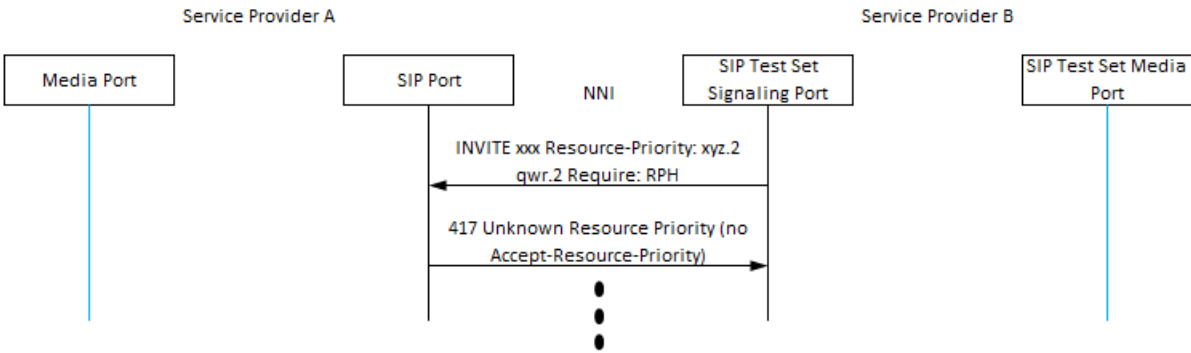 Service Provider A
Service Provider B
Media Port
SIP Port
NNI
SIP Test Set
Signaling Port
SIP Test Set Media
Port
INVITE xxx Resource-Priority: xyz.2
qwr.2 Require: RPH
417 Unknown Resource Priority (no
Accept-Resource-Priority)